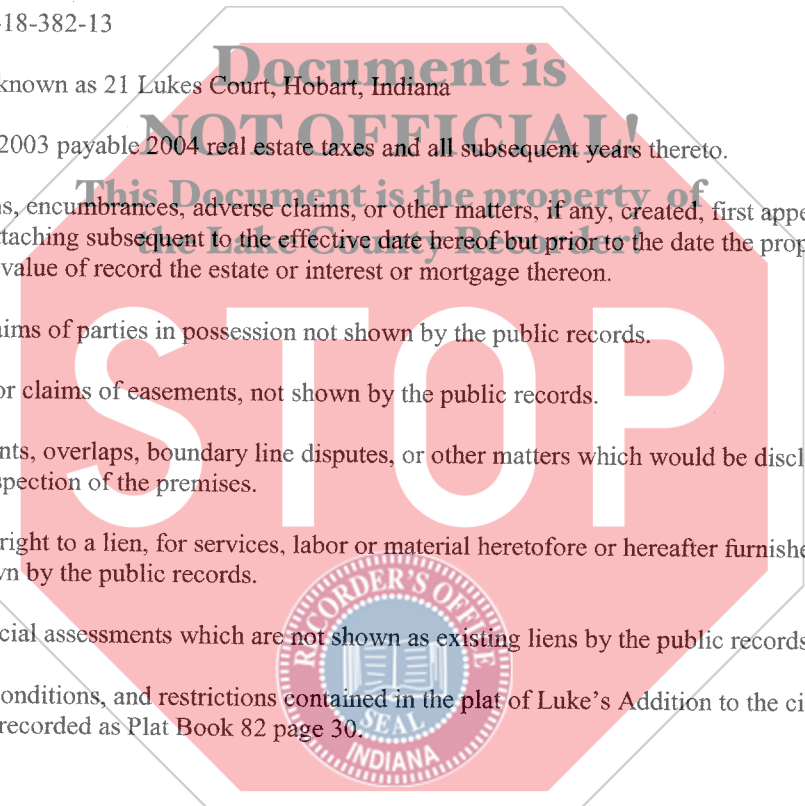 -18-382-13
Document is
known as 21 Lukes Court, Hobart, Indiana
NOT OFFICIAL!
2003 payable 2004 real estate taxes and all subsequent years thereto.
This Document is the property of
s, encumbrances, adverse claims, or other matters, if any, created, first appe
the Lake County Recorder!
ttaching subsequent to the effective date hereof but prior to the date the prop
value of record the estate or interest or mortgage thereon.
STOP
aims of parties in possession not shown by the public records.
or claims of easements, not shown by the public records.
nts, overlaps, boundary line disputes, or other matters which would be discl
spection of the premises.
right to a lien, for services, labor or material heretofore or hereafter furnishe
vn by the public records.
RECORDER'S OFFICE
cial assessments which are not shown as existing liens by the public records
onditions, and restrictions contained in the plat of Luke's Addition to the ci
recorded as Plat Book 82 page 30.
SEAL
INDIANA